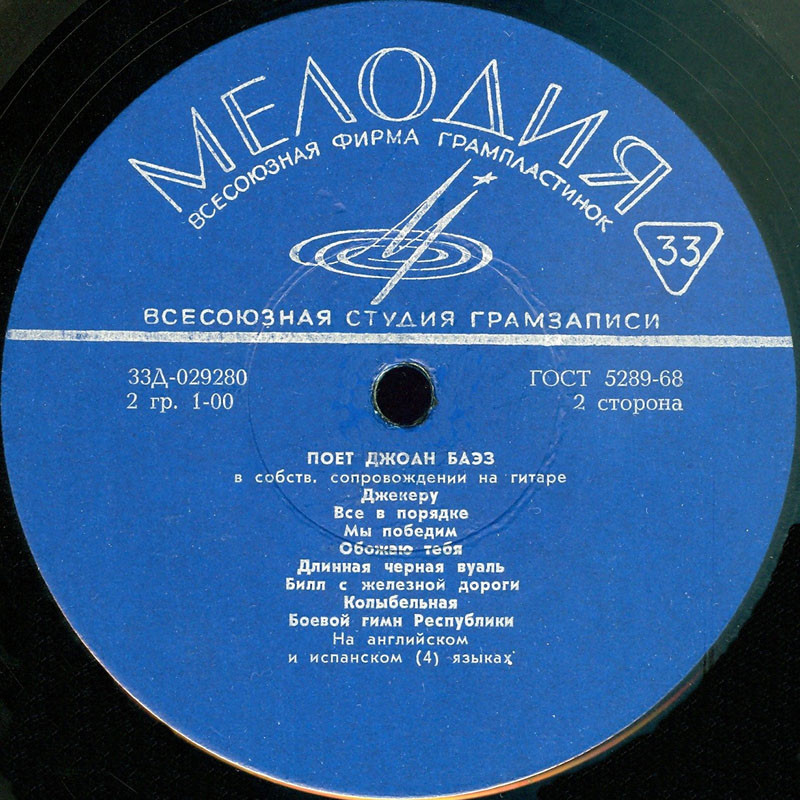 МЕЛОДИЯ
ВСЕСОЮЗНАЯ ФИРМА ГРАМПЛАСТИНОК
33
ВСЕСОЮЗНАЯ СТУДИЯ ГРАМЗАПИСИ
33Д-029280
ГОСТ 5289-68
2 гр. 1-00
2 сторона
ПОЕТ ДЖОАН БАЭЗ
в собств. сопровождении на гитаре
Джекеру
Все в порядке
Мы победим
Обожаю тебя
Длинная черная вуаль
Билл с железной дороги
Колыбельная
Боевой гимн Республики
На английском
и испанском (4) языках